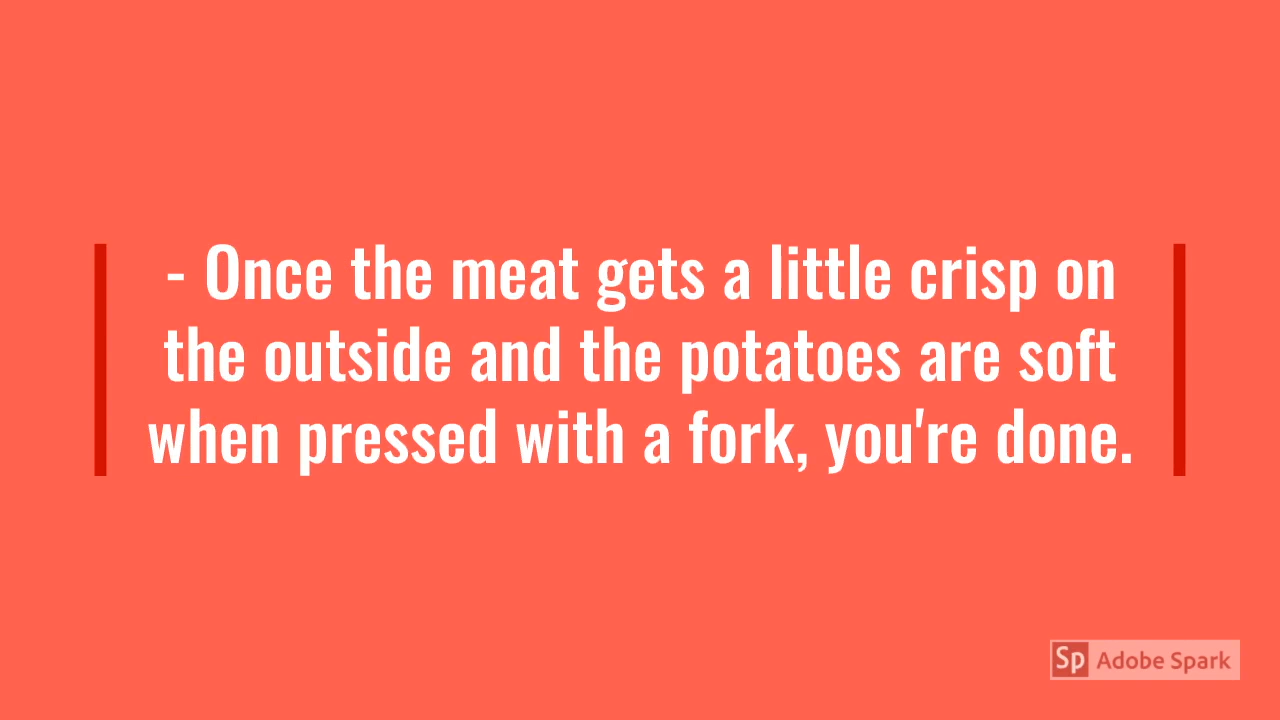 - Once the meat gets a little crisp on
the outside and the potatoes are soft
when pressed with a fork, you're done.
Sp Adobe Spark